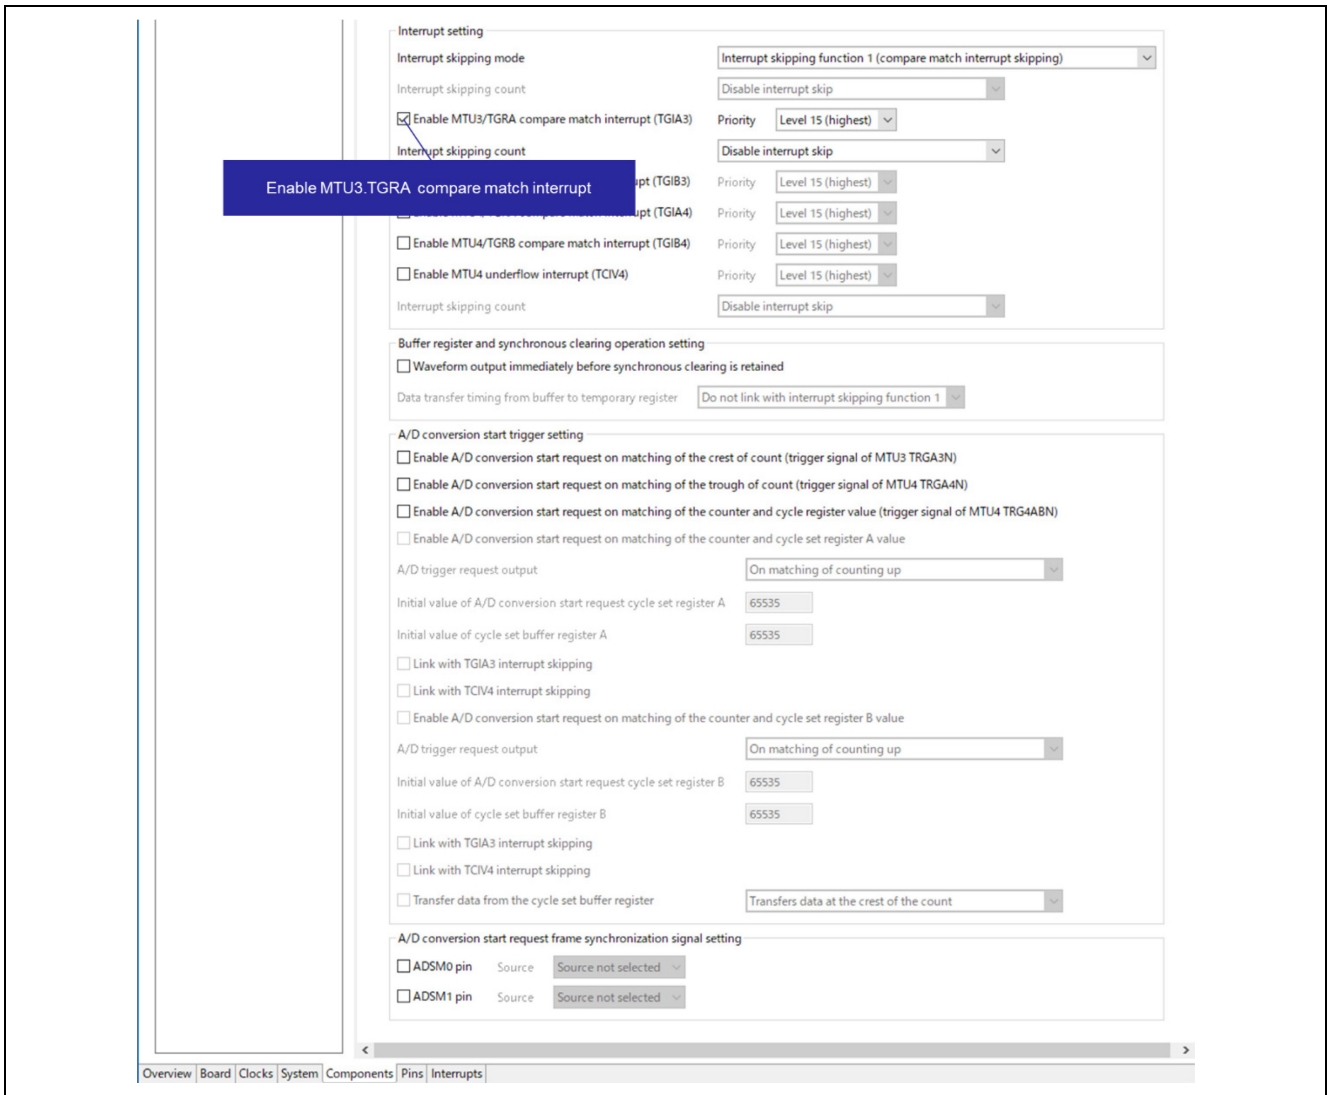 Interrupt setting
Interrupt skipping mode Interrupt skipping function 1 (compare match interrupt skipping)
Interrupt skipping count Disable interrupt skip
Enable MTU3/TGRA compare match interrupt (TGIA3) Priority Level 15 (highest)
Interrupt skipping count Disable interrupt skip
Enable MTU3.TGRA compare match interrupt
upt (TGIB3) Priority Level 15 (highest)
compare match interrupt (TGIA4) Priority Level 15 (highest)
Enable MTU4/TGRB compare match interrupt (TGIB4) Priority Level 15 (highest)
Enable MTU4 underflow interrupt (TCIV4) Priority Level 15 (highest)
Interrupt skipping count Disable interrupt skip
Buffer register and synchronous clearing operation setting
Waveform output immediately before synchronous clearing is retained
Data transfer timing from buffer to temporary register Do not link with interrupt skipping function 1
A/D conversion start trigger setting
Enable A/D conversion start request on matching of the crest of count (trigger signal of MTU3 TRGA3N)
Enable A/D conversion start request on matching of the trough of count (trigger signal of MTU4 TRGA4N)
Enable A/D conversion start request on matching of the counter and cycle register value (trigger signal of MTU4 TRG4ABN)
Enable A/D conversion start request on matching of the counter and cycle set register A value
A/D trigger request output On matching of counting up
Initial value of A/D conversion start request cycle set register A 65535
Initial value of cycle set buffer register A 65535
Link with TGIA3 interrupt skipping
Link with TCIV4 interrupt skipping
Enable A/D conversion start request on matching of the counter and cycle set register B value
A/D trigger request output On matching of counting up
Initial value of A/D conversion start request cycle set register B 65535
Initial value of cycle set buffer register B 65535
Link with TGIA3 interrupt skipping
Link with TCIV4 interrupt skipping
Transfer data from the cycle set buffer register Transfers data at the crest of the count
A/D conversion start request frame synchronization signal setting
ADSM0 pin Source Source not selected
ADSM1 pin Source Source not selected
Overview Board Clocks System Components Pins Interrupts